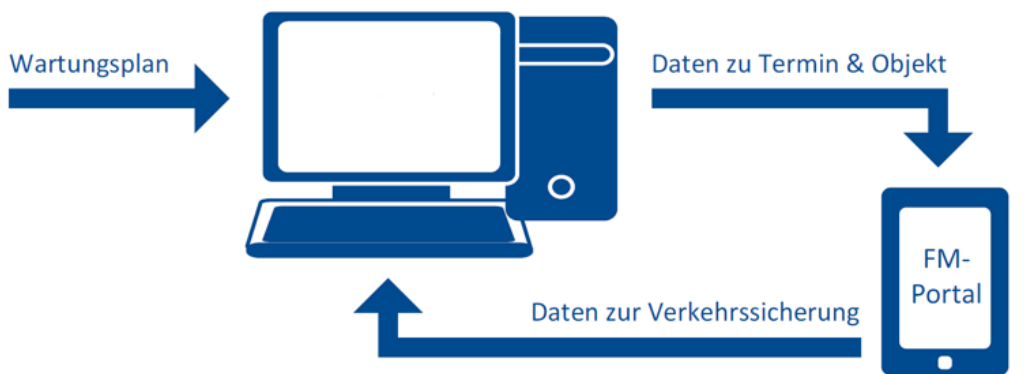 Wartungsplan
Daten zu Termin & Objekt
FM-
Portal
Daten zur Verkehrssicherung